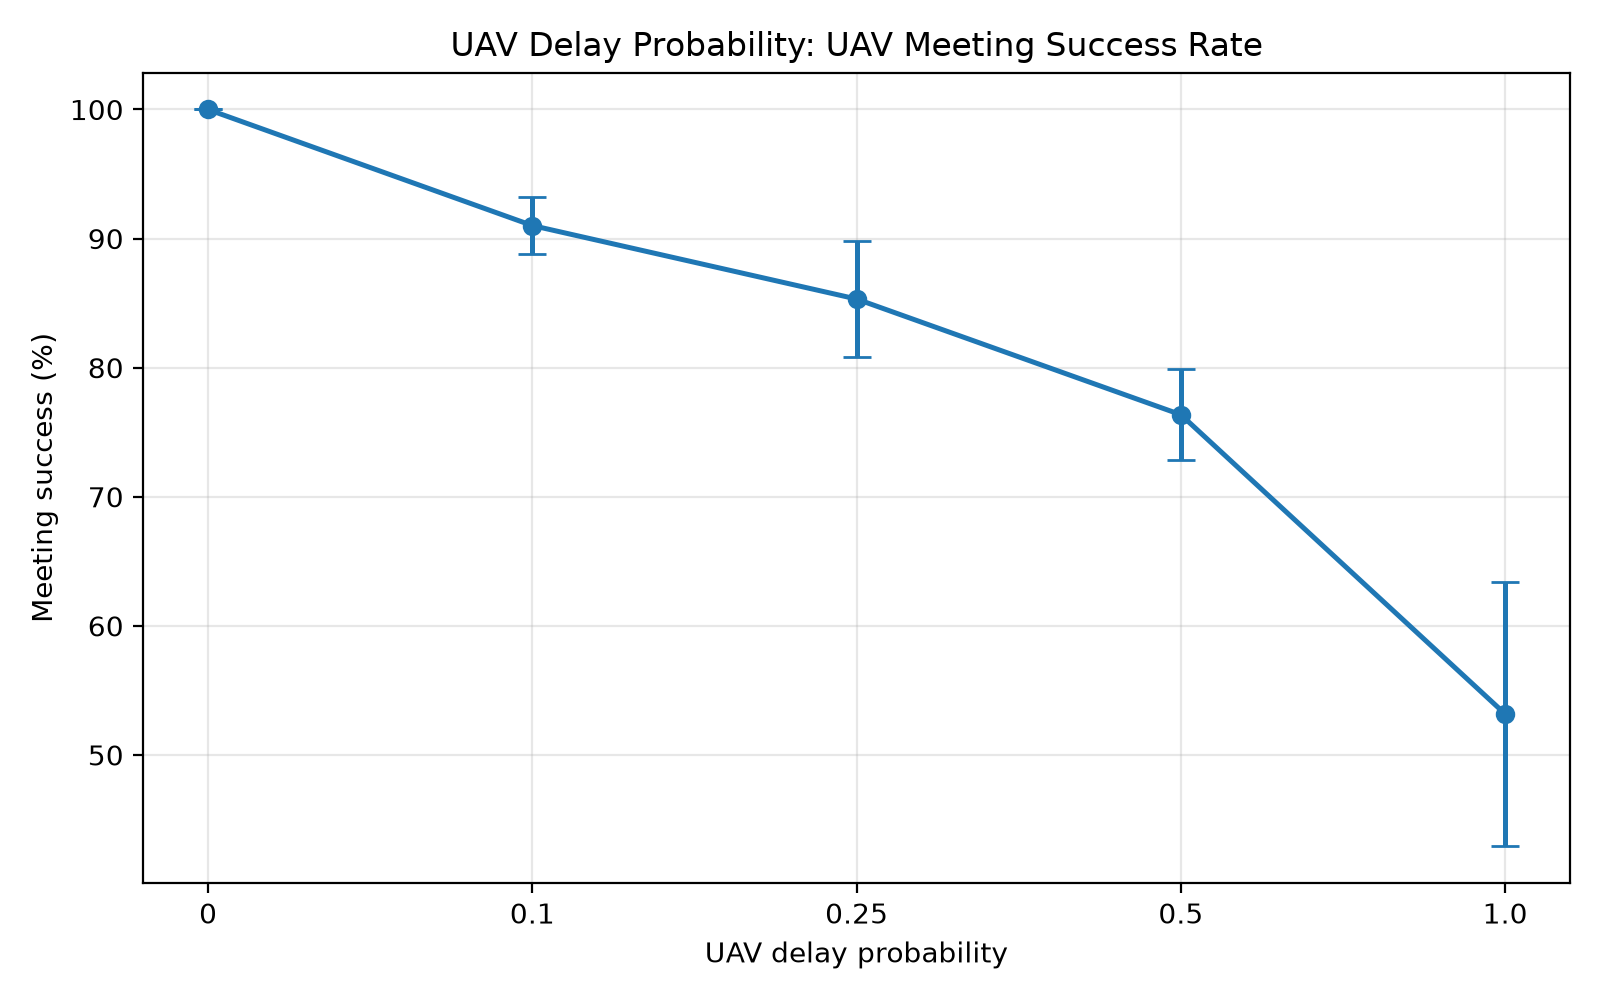 UAV Delay Probability: UAV Meeting Success Rate
Meeting success (%)
100
90
80
70
60
50
0 0.1 0.25 0.5 1.0
UAV delay probability